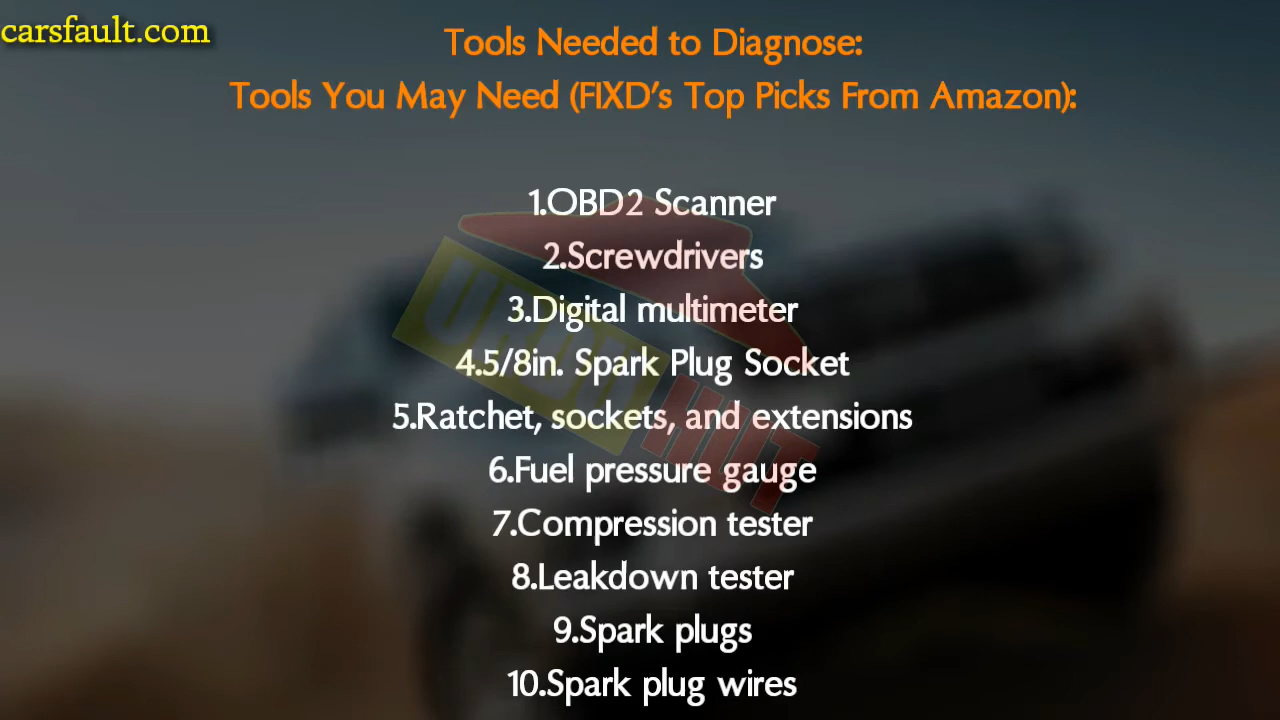 carsfault.com
Tools Needed to Diagnose:
Tools You May Need (FIXD's Top Picks From Amazon):
1.OBD2 Scanner
2.Screwdrivers
3.Digital multimeter
4.5/8in. Spark Plug Socket
5.Ratchet, sockets, and extensions
6.Fuel pressure gauge
7.Compression tester
8.Leakdown tester
9.Spark plugs
10.Spark plug wires